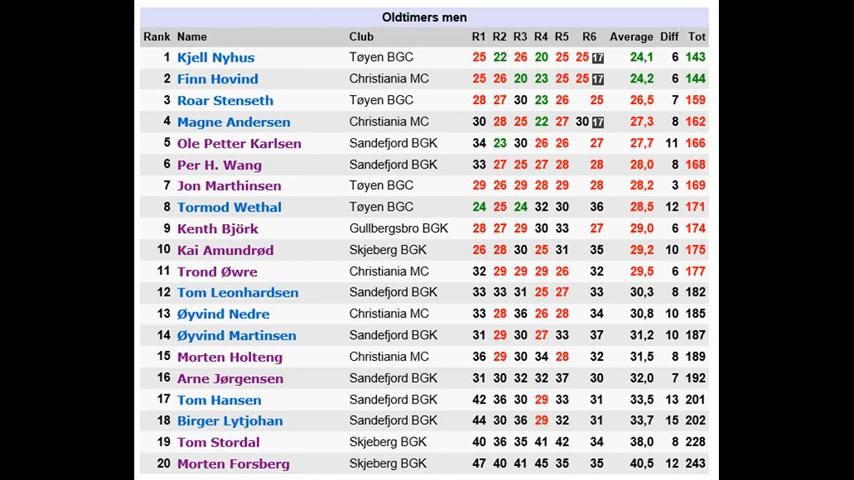 Oldtimers men
Rank Name Club R1 R2 R3 R4 R5 R6 Average Diff Tot
1 Kjell Nyhus Tøyen BGC 25 22 26 20 25 25 17 24,1 6 143
2 Finn Hovind Christiania MC 25 26 20 23 25 25 17 24,2 6 144
3 Roar Stenseth Tøyen BGC 28 27 30 23 26 25 26,5 7 159
4 Magne Andersen Christiania MC 30 28 25 22 27 30 17 27,3 8 162
5 Ole Petter Karlsen Sandefjord BGK 34 23 30 26 26 27 27,7 11 166
6 Per H. Wang Sandefjord BGK 33 27 25 27 28 28 28,0 8 168
7 Jon Marthinsen Tøyen BGC 29 26 29 28 29 28 28,2 3 169
8 Tormod Wethal Tøyen BGC 24 25 24 32 30 36 28,5 12 171
9 Kenth Björk Gullbergsbro BGK 28 27 29 30 33 27 29,0 6 174
10 Kai Amundrød Skjeberg BGK 26 28 30 25 31 35 29,2 10 175
11 Trond Øwre Christiania MC 32 29 29 29 26 32 29,5 6 177
12 Tom Leonhardsen Sandefjord BGK 33 33 31 25 27 33 30,3 8 182
13 Øyvind Nedre Christiania MC 33 28 36 26 28 34 30,8 10 185
14 Øyvind Martinsen Sandefjord BGK 31 29 30 27 33 37 31,2 10 187
15 Morten Holteng Christiania MC 36 29 30 34 28 32 31,5 8 189
16 Arne Jørgensen Sandefjord BGK 31 30 32 32 37 30 32,0 7 192
17 Tom Hansen Sandefjord BGK 42 36 30 29 33 31 33,5 13 201
18 Birger Lytjohan Sandefjord BGK 44 30 36 29 32 31 33,7 15 202
19 Tom Stordal Skjeberg BGK 40 36 35 41 42 34 38,0 8 228
20 Morten Forsberg Skjeberg BGK 47 40 41 45 35 35 40,5 12 243